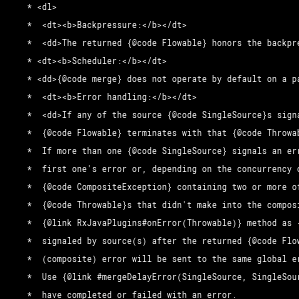 * <dl>
*  <dt><b>Backpressure:</b></dt>
*  <dd>The returned {@code Flowable} honors the backpre
* <dt><b>Scheduler:</b></dt>
* <dd>{@code merge} does not operate by default on a pa
*  <dt><b>Error handling:</b></dt>
*  <dd>If any of the source {@code SingleSource}s signa
*  {@code Flowable} terminates with that {@code Throwab
*  If more than one {@code SingleSource} signals an err
*  first one's error or, depending on the concurrency o
*  {@code CompositeException} containing two or more of
*  {@code Throwable}s that didn't make into the composi
*  {@link RxJavaPlugins#onError(Throwable)} method as {
*  signaled by source(s) after the returned {@code Flow
*  (composite) error will be sent to the same global er
*  Use {@link #mergeDelayError(SingleSource, SingleSour
*  have completed or failed with an error.